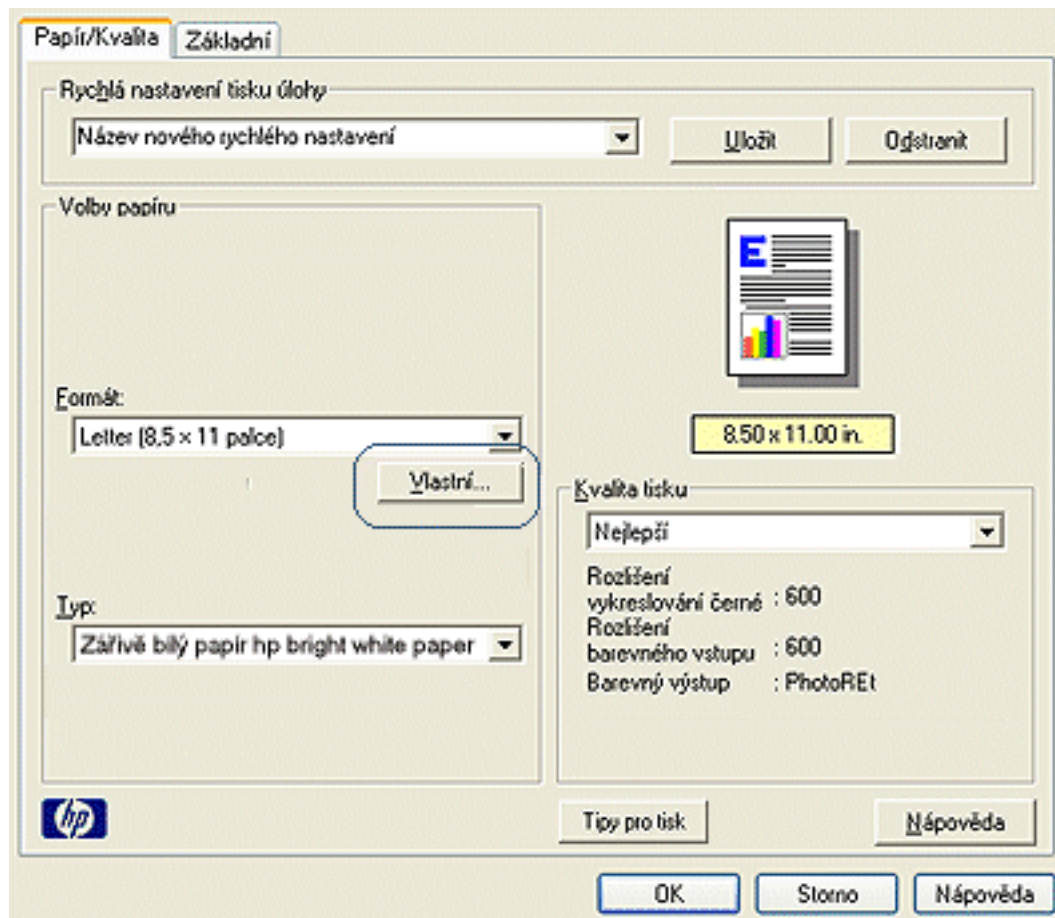 Papír/Kvalita
Základní
Rychlá nastavení tisku úlohy
Název nového rychlého nastavení
Uložit
Odstranit
Volby papíru
E
Formát:
Letter (8,5 × 11 palce)
8.50 x 11.00 in.
Vlastní...
Kvalita tisku
Nejlepší
Rozlišení
vykreslování černé : 600
Rozlišení
barevného vstupu : 600
Barevný výstup : PhotoREt
Typ:
Zářivě bílý papír hp bright white paper
hp
Tipy pro tisk
Nápověda
OK
Storno
Nápověda